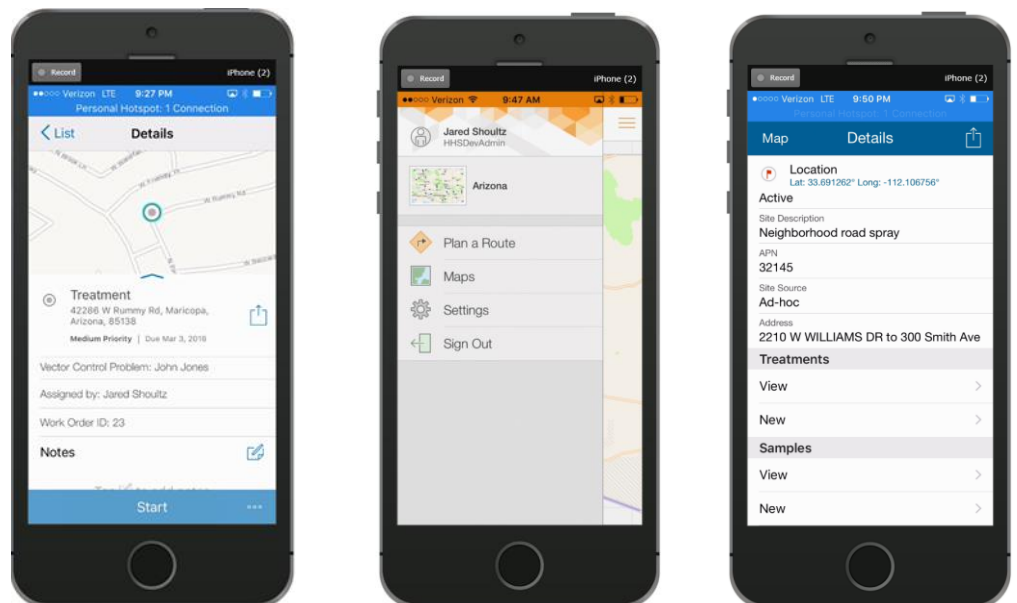 Record
iPhone (2)
Verizon LTE 9:27 PM
Personal Hotspot: 1 Connection
List
Details
W Frawley Pl
W Rummy Rd
Treatment
42286 W Rummy Rd, Maricopa,
Arizona, 85138
Medium Priority | Due Mar 3, 2019
Vector Control Problem: John Jones
Assigned by: Jared Shoultz
Work Order ID: 23
Notes
Start
Record
iPhone (2)
Verizon 9:47 AM
Jared Shoultz
HHSDevAdmin
Arizona
Plan a Route
Maps
Settings
Sign Out
Record
iPhone (2)
Verizon LTE 9:50 PM
Personal Hotspot: 1 Connection
Map
Details
Location
Lat: 33.691262° Long: -112.106756°
Active
Site Description
Neighborhood road spray
APN
32145
Site Source
Ad-hoc
Address
2210 W WILLIAMS DR to 300 Smith Ave
Treatments
View
New
Samples
View
New